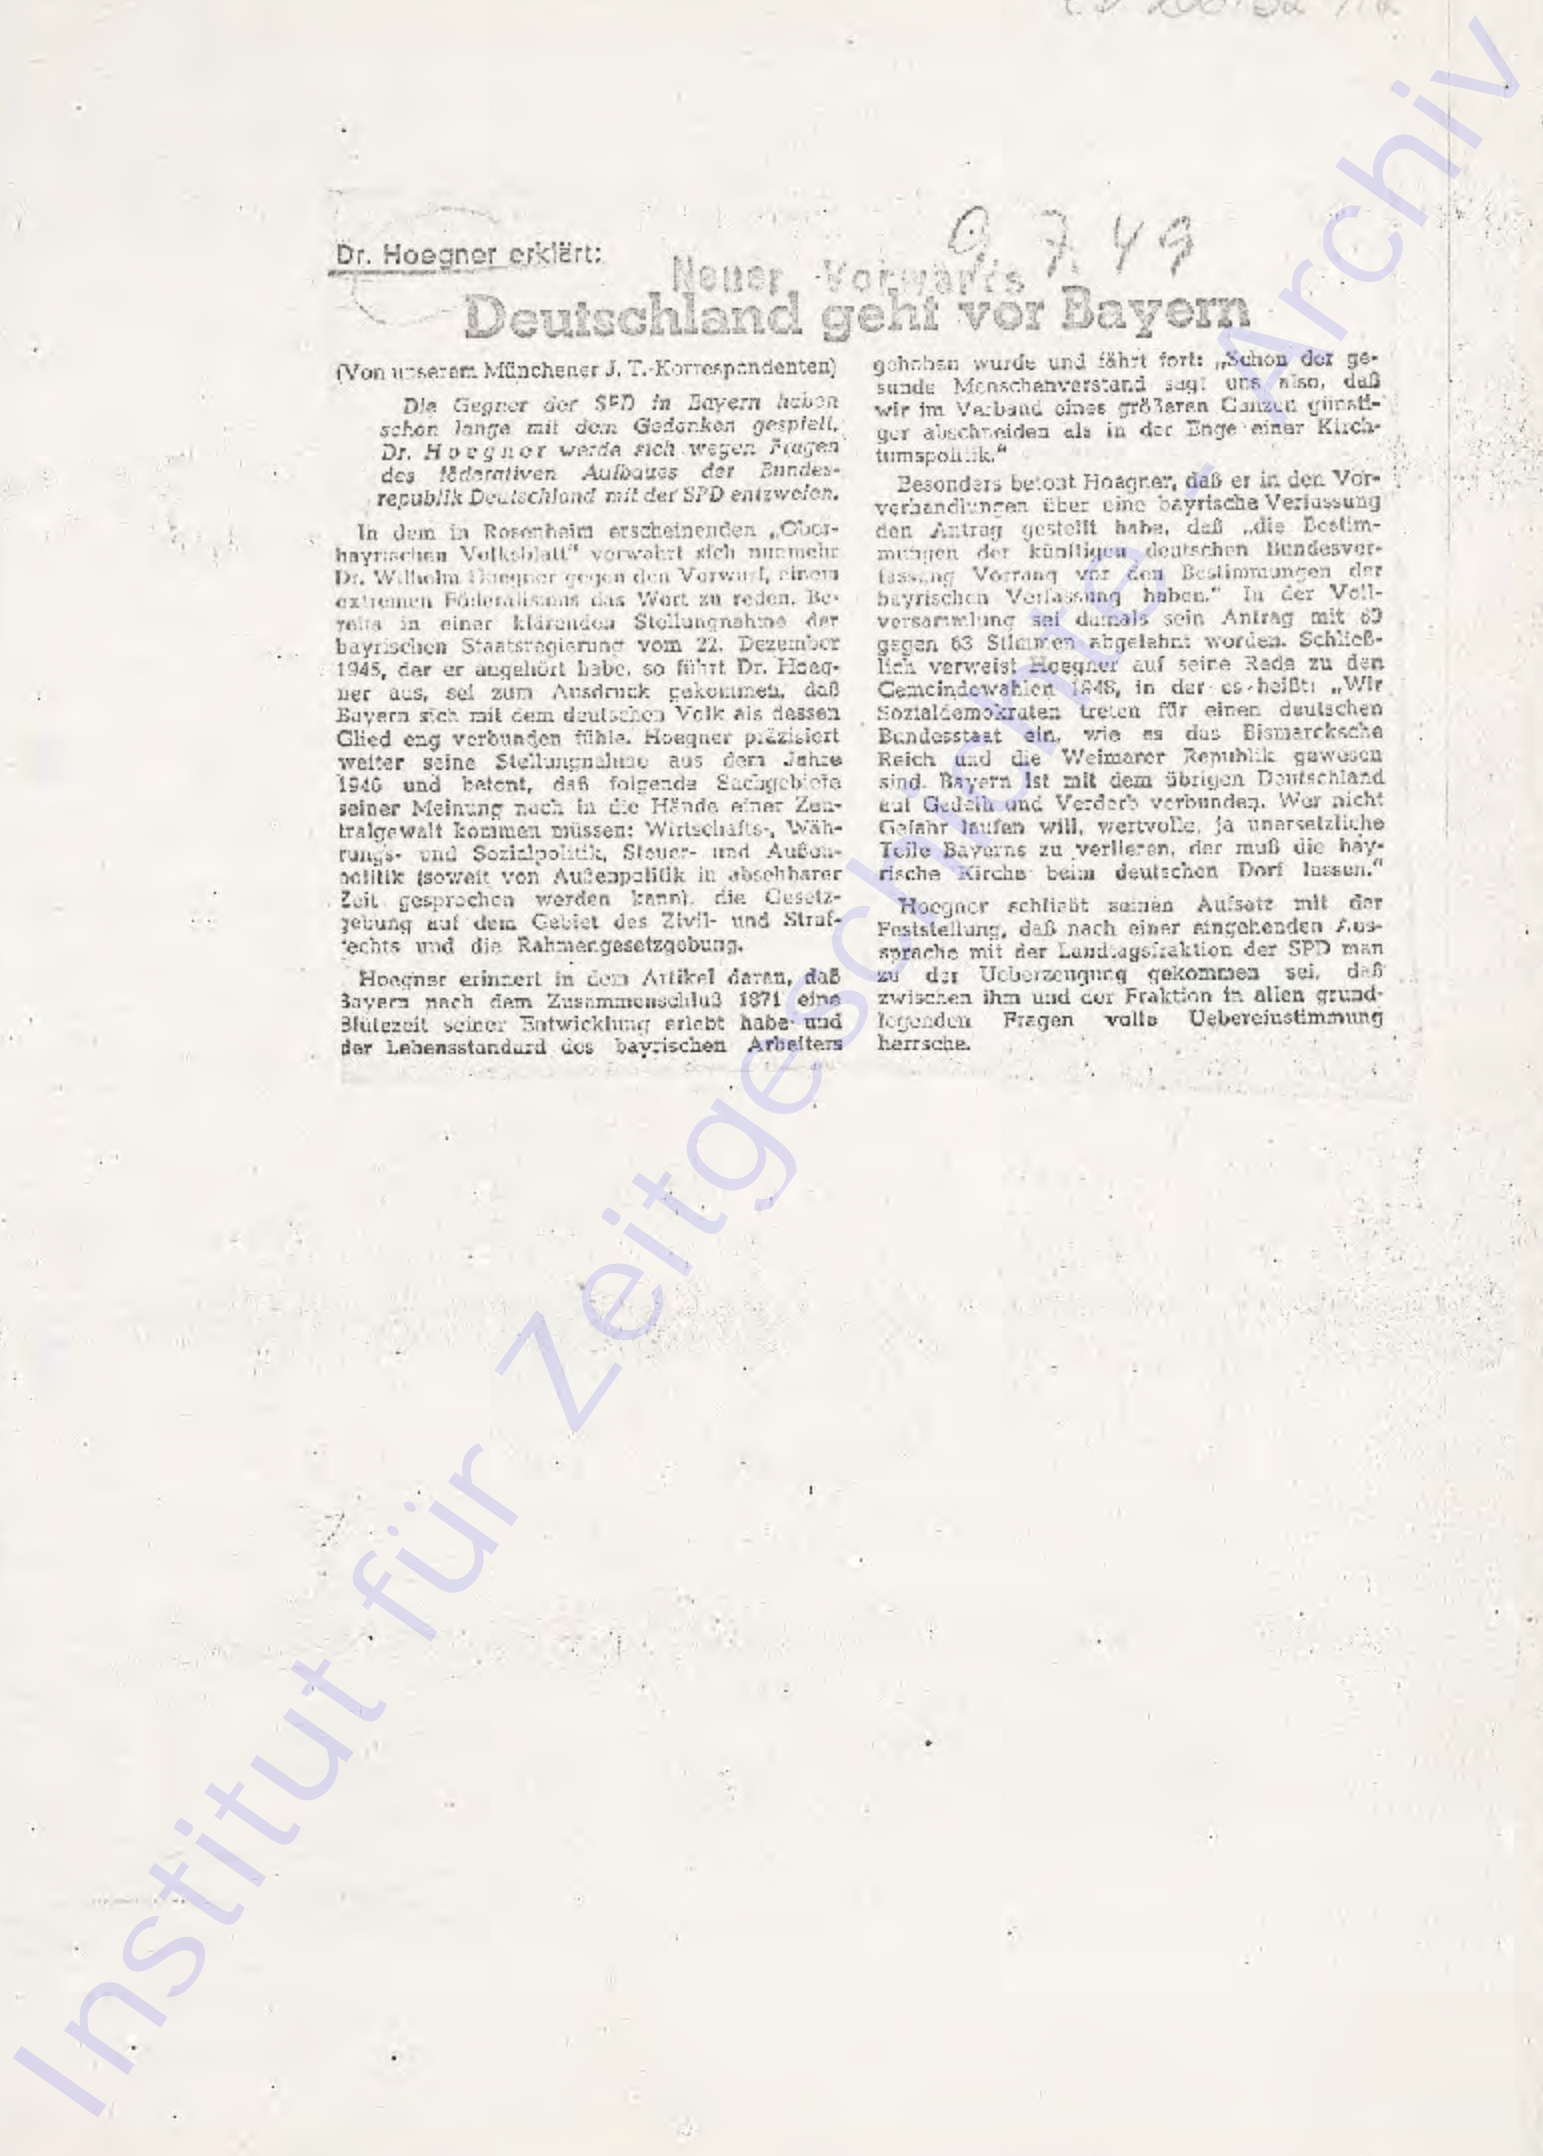 9. 7. 49
Dr. Hoegner erklärt:
Neuer Vorwärts
Deutschland geht vor Bayern
(Von unserem Münchener J. T.-Korrespondenten)
Die Gegner der SPD in Bayern haben
schon lange mit dem Gedanken gespielt,
Dr. Hoegner werde sich wegen Fragen
des föderativen Aufbaues der Bundes-
republik Deutschland mit der SPD entzweien.
In dem in Rosenheim erscheinenden „Ober-
bayrischen Volksblatt" verwahrt sich nunmehr
Dr. Wilhelm Hoegner gegen den Vorwurf, einem
extremen Föderalismus das Wort zu reden. Be-
reits in einer klärenden Stellungnahme der
bayrischen Staatsregierung vom 22. Dezember
1945, der er angehört habe, so führt Dr. Hoeg-
ner aus, sei zum Ausdruck gekommen, daß
Bayern sich mit dem deutschen Volk als dessen
Glied eng verbunden fühle. Hoegner präzisiert
weiter seine Stellungnahme aus dem Jahre
1946 und betont, daß folgende Sachgebiete
seiner Meinung nach in die Hände einer Zen-
tralgewalt kommen müssen: Wirtschafts-, Wäh-
rungs- und Sozialpolitik, Steuer- und Außen-
politik (soweit von Außenpolitik in absehbarer
Zeit gesprochen werden kann), die Gesetz-
gebung auf dem Gebiet des Zivil- und Straf-
rechts und die Rahmengesetzgebung.
Hoegner erinnert in dem Artikel daran, daß
Bayern nach dem Zusammenschluß 1871 eine
Blütezeit seiner Entwicklung erlebt habe und
der Lebensstandard des bayrischen Arbeiters
gehoben wurde und fährt fort: „Schon der ge-
sunde Menschenverstand sagt uns also, daß
wir im Verband eines größeren Ganzen günsti-
ger abschneiden als in der Enge einer Kirch-
turmspolitik."
Besonders betont Hoegner, daß er in den Vor-
verhandlungen über eine bayrische Verfassung
den Antrag gestellt habe, daß „die Bestim-
mungen der künftigen deutschen Bundesver-
fassung Vorrang vor den Bestimmungen der
bayrischen Verfassung haben." In der Voll-
versammlung sei damals sein Antrag mit
gegen 63 Stimmen abgelehnt worden. Schließ-
lich verweist Hoegner auf seine Rede zu den
Gemeindewahlen 1948, in der es heißt: „Wir
Sozialdemokraten treten für einen deutschen
Bundesstaat ein, wie es das Bismarcksche
Reich und die Weimarer Republik gewesen
sind. Bayern ist mit dem übrigen Deutschland
auf Gedeih und Verderb verbunden. Wer nicht
Gefahr laufen will, wertvolle, ja unersetzliche
Teile Bayerns zu verlieren, der muß die bay-
rische Kirche beim deutschen Dorf lassen."
Hoegner schließt seinen Aufsatz mit der
Feststellung, daß nach einer eingehenden Aus-
sprache mit der Landtagsfraktion der SPD man
zu der Ueberzeugung gekommen sei, daß
zwischen ihm und der Fraktion in allen grund-
legenden Fragen volle Uebereinstimmung
herrsche.
Institut für Zeitgeschichte - Archiv